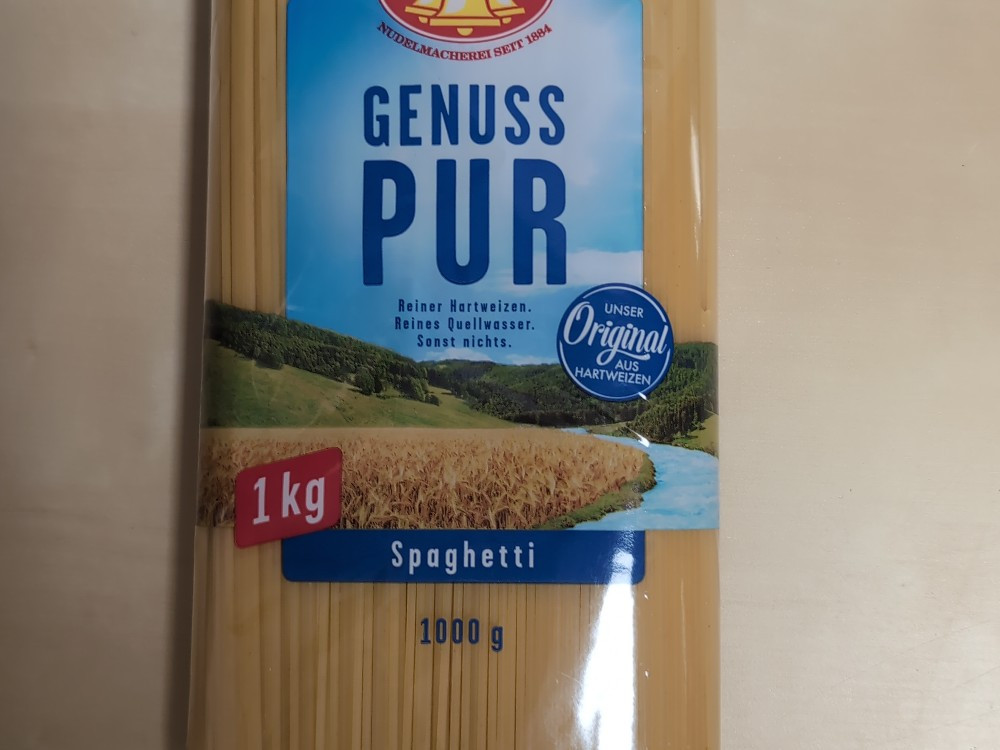 NUDELMACHEREI SEIT 1884
GENUSS
PUR
Reiner Hartweizen.
Reines Quellwasser.
Sonst nichts.
UNSER
Original
AUS
HARTWEIZEN
1 kg
Spaghetti
1000 g